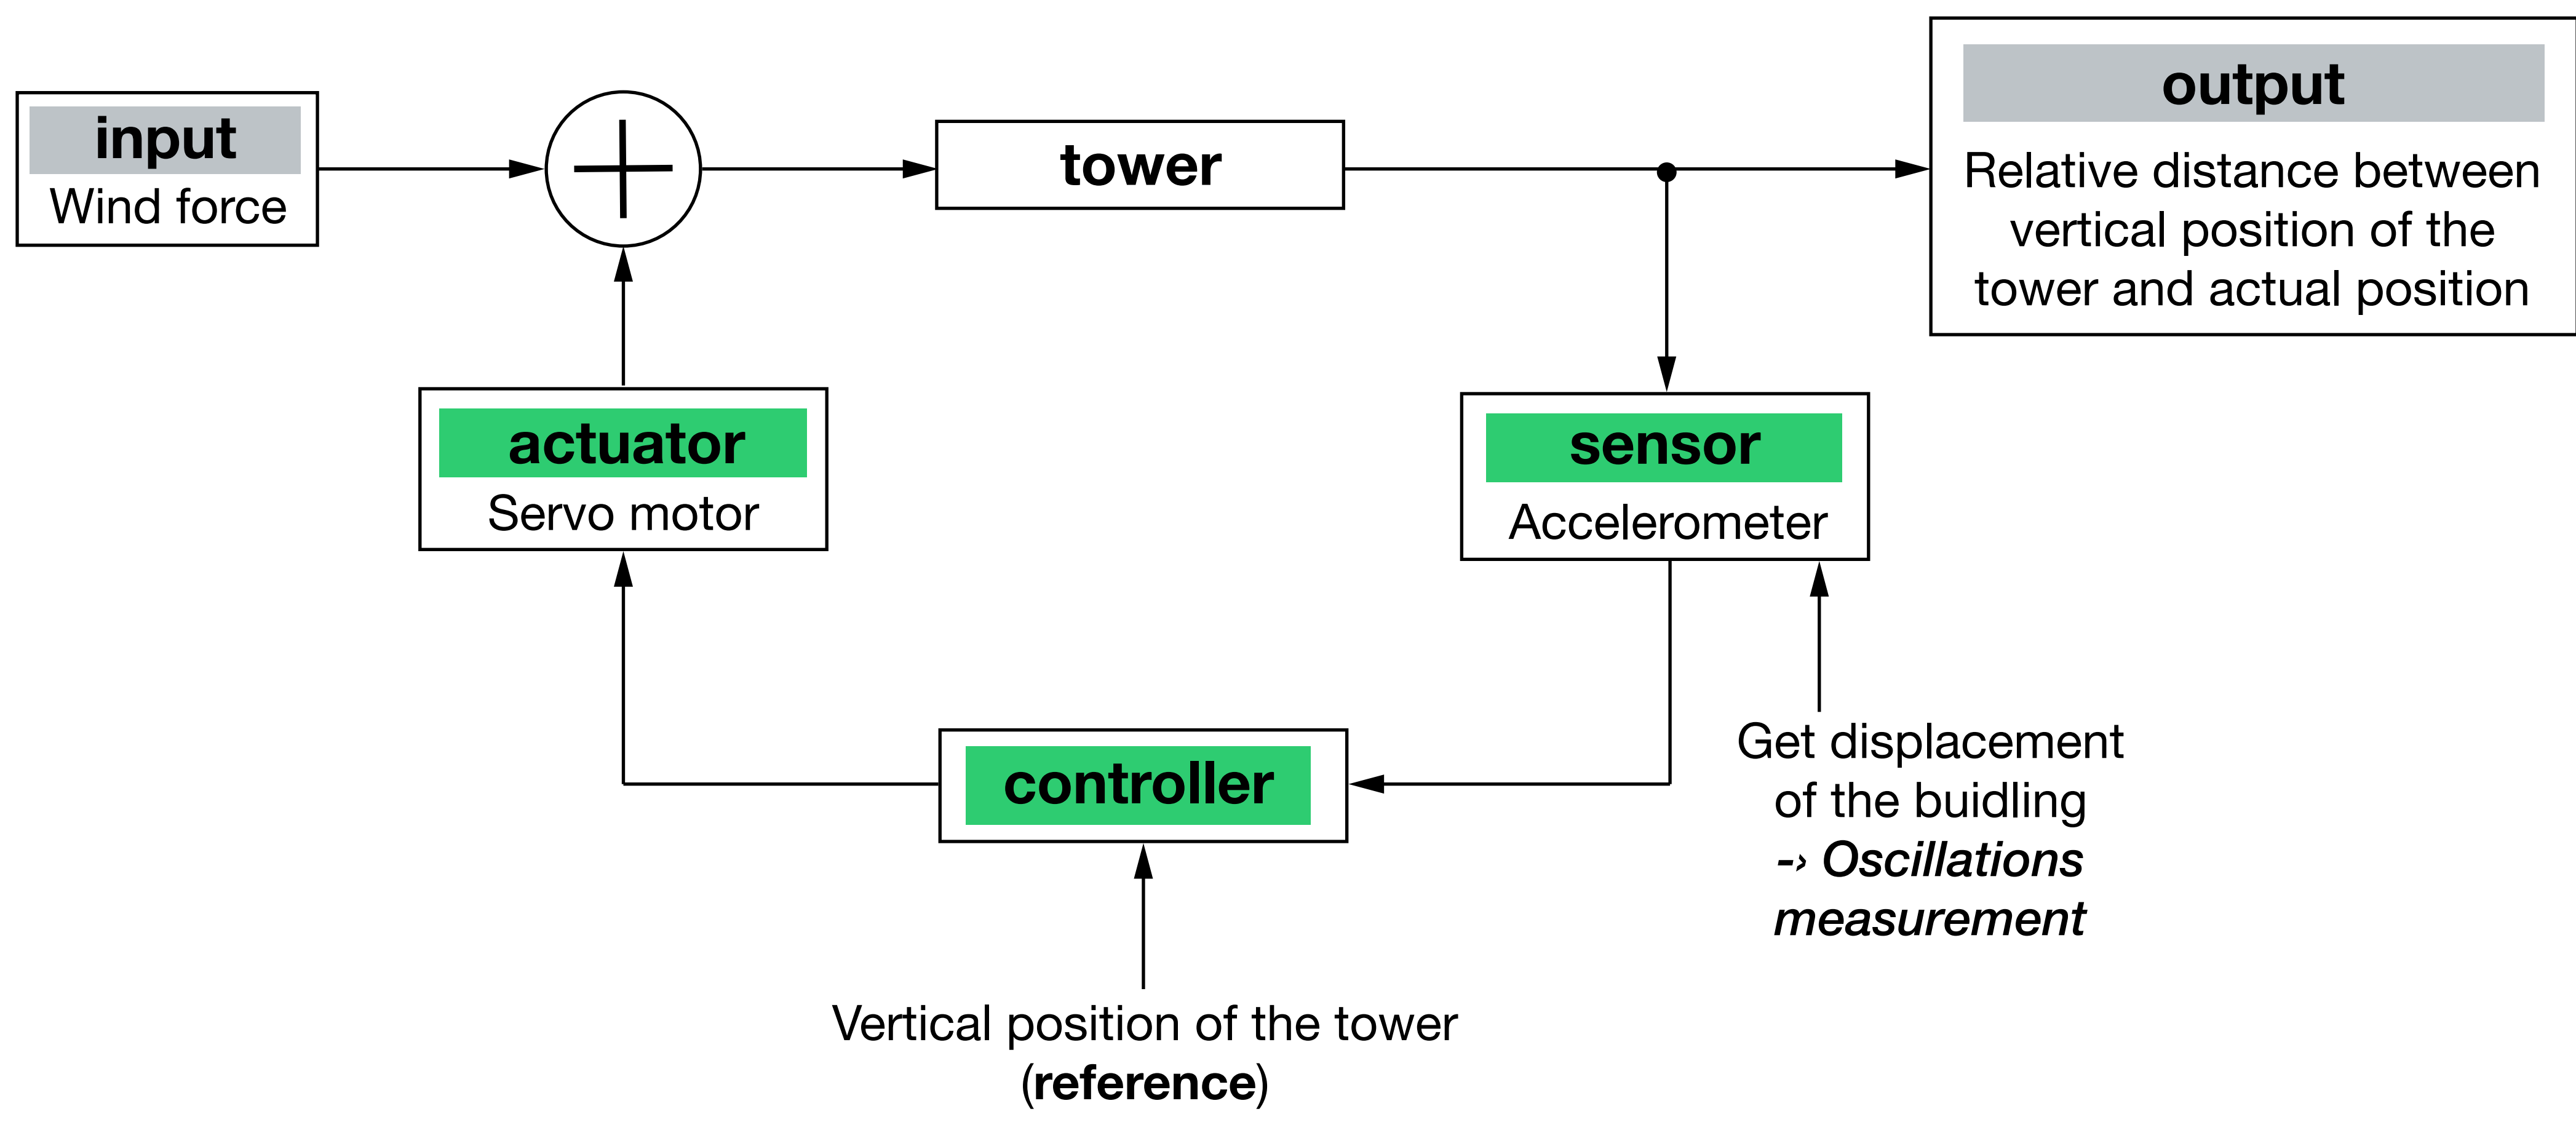 input
Wind force
tower
output
Relative distance between
vertical position of the
tower and actual position
actuator
Servo motor
sensor
Accelerometer
controller
Get displacement
of the buidling
-› Oscillations
measurement
Vertical position of the tower
(reference)